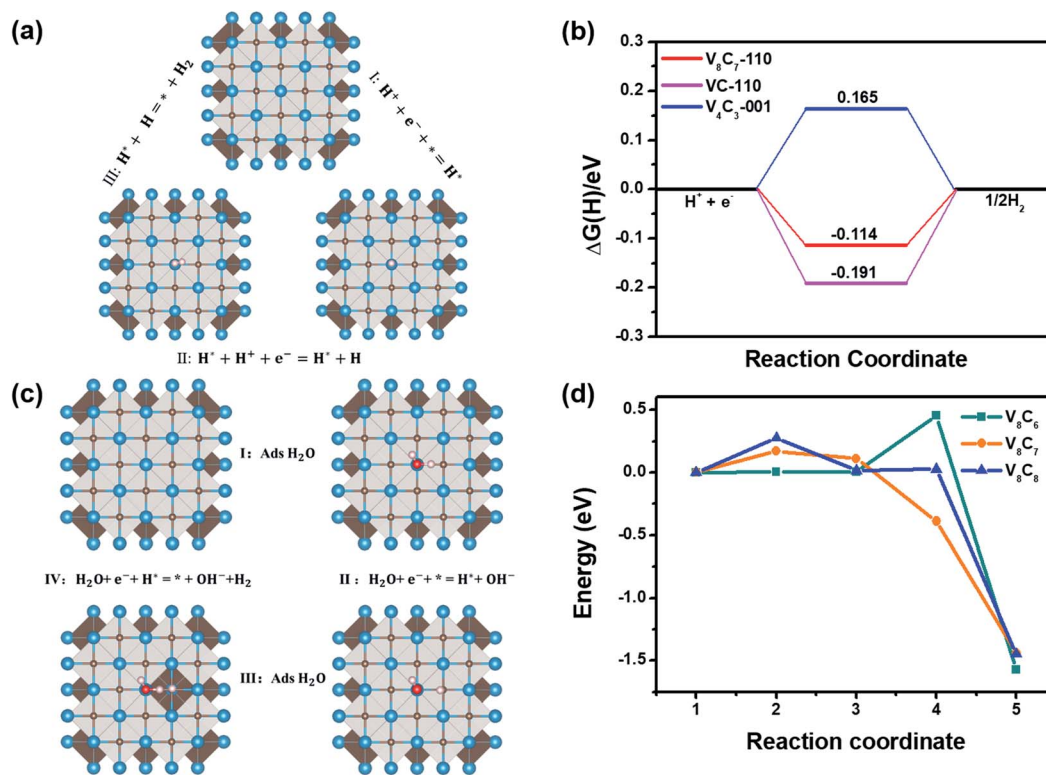 (a)
III: H* + H = * + H₂
I: H⁺ + e⁻ + * = H*
II: H* + H⁺ + e⁻ = H* + H
(b)
ΔG(H)/eV
0.3
0.2
0.1
0.0
-0.1
-0.2
-0.3
V₈C₇-110
VC-110
V₄C₃-001
0.165
H⁺ + e⁻
1/2H₂
-0.114
-0.191
Reaction Coordinate
(c)
I: Ads H₂O
IV: H₂O+ e⁻+ H* = * + OH⁻+H₂
II: H₂O+ e⁻+ * = H*+ OH⁻
III: Ads H₂O
(d)
Energy (eV)
0.5
0.0
-0.5
-1.0
-1.5
V₈C₆
V₈C₇
V₈C₈
1 2 3 4 5
Reaction coordinate